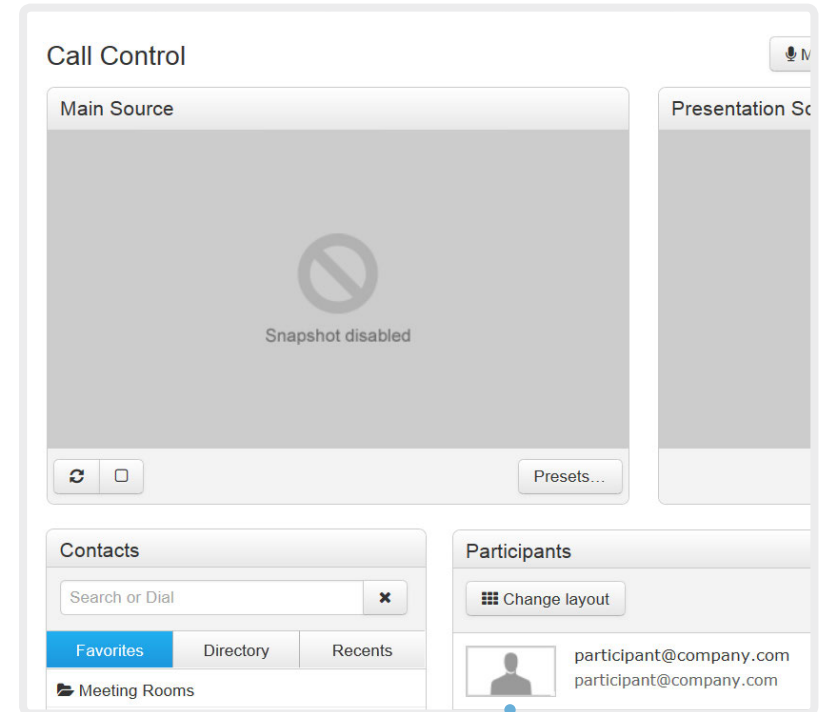 Call Control
M
Main Source
Presentation So
Snapshot disabled
Presets...
Contacts
Participants
Search or Dial
Change layout
Favorites
Directory
Recents
participant@company.com
participant@company.com
Meeting Rooms